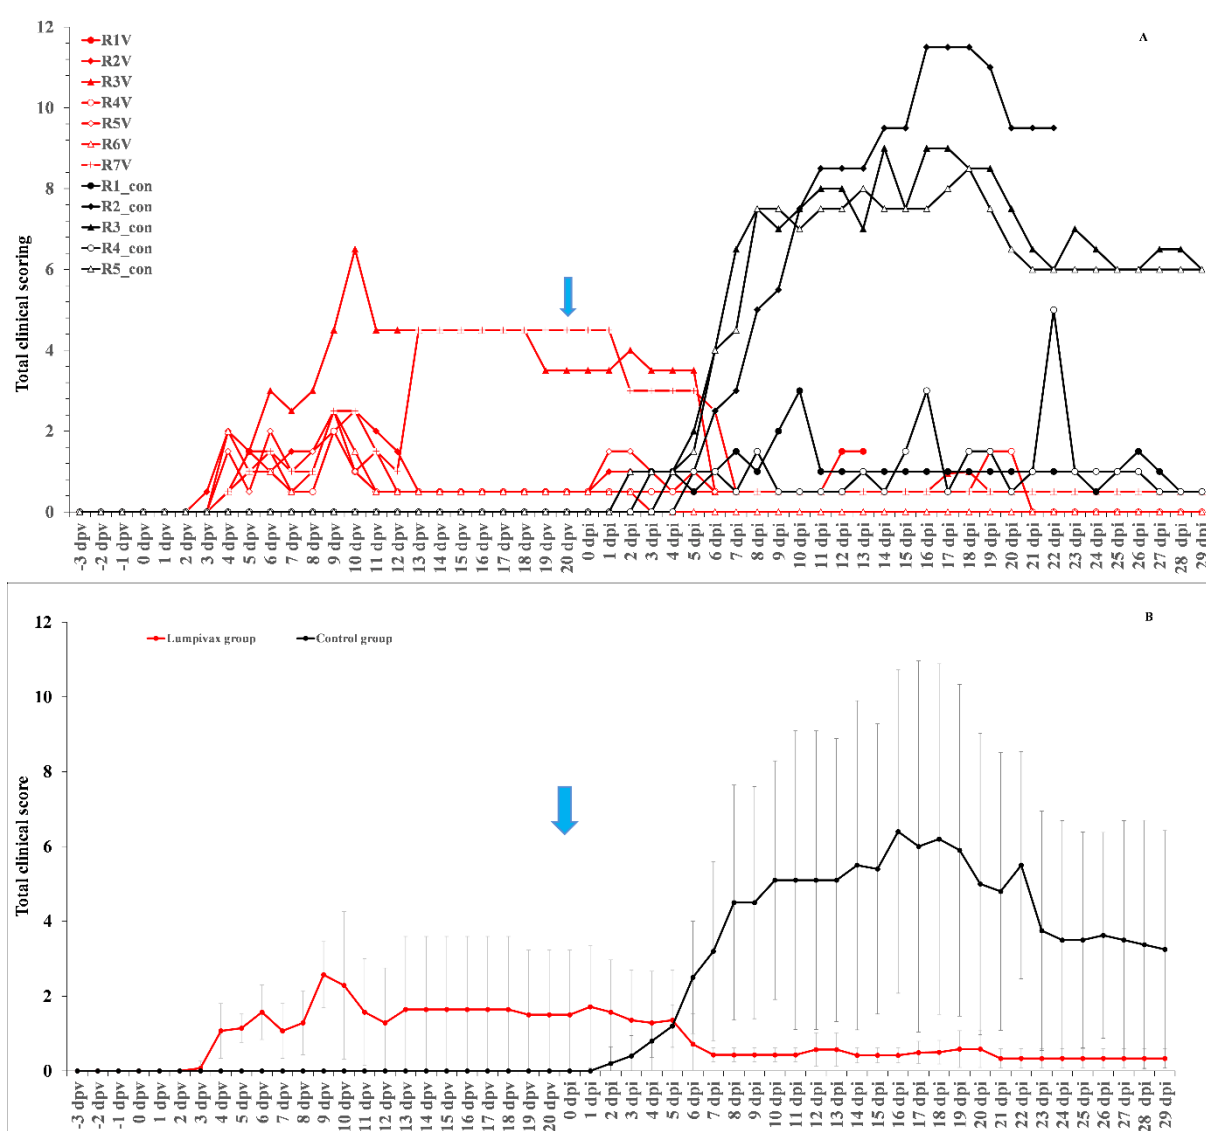 A
12
10
8
6
4
2
0
Total clinical scoring
R1V
R2V
R3V
R4V
R5V
R6V
R7V
R1_con
R2_con
R3_con
R4_con
R5_con
-3 dpv
-2 dpv
-1 dpv
0 dpv
1 dpv
2 dpv
3 dpv
4 dpv
5 dpv
6 dpv
7 dpv
8 dpv
9 dpv
10 dpv
11 dpv
12 dpv
13 dpv
14 dpv
15 dpv
16 dpv
17 dpv
18 dpv
19 dpv
20 dpv
0 dpi
1 dpi
2 dpi
3 dpi
4 dpi
5 dpi
6 dpi
7 dpi
8 dpi
9 dpi
10 dpi
11 dpi
12 dpi
13 dpi
14 dpi
15 dpi
16 dpi
17 dpi
18 dpi
19 dpi
20 dpi
21 dpi
22 dpi
23 dpi
24 dpi
25 dpi
26 dpi
27 dpi
28 dpi
29 dpi
B
12
10
8
6
4
2
0
Total clinical score
Lumpivax group
Control group
-3 dpv
-2 dpv
-1 dpv
0 dpv
1 dpv
2 dpv
3 dpv
4 dpv
5 dpv
6 dpv
7 dpv
8 dpv
9 dpv
10 dpv
11 dpv
12 dpv
13 dpv
14 dpv
15 dpv
16 dpv
17 dpv
18 dpv
19 dpv
20 dpv
0 dpi
1 dpi
2 dpi
3 dpi
4 dpi
5 dpi
6 dpi
7 dpi
8 dpi
9 dpi
10 dpi
11 dpi
12 dpi
13 dpi
14 dpi
15 dpi
16 dpi
17 dpi
18 dpi
19 dpi
20 dpi
21 dpi
22 dpi
23 dpi
24 dpi
25 dpi
26 dpi
27 dpi
28 dpi
29 dpi